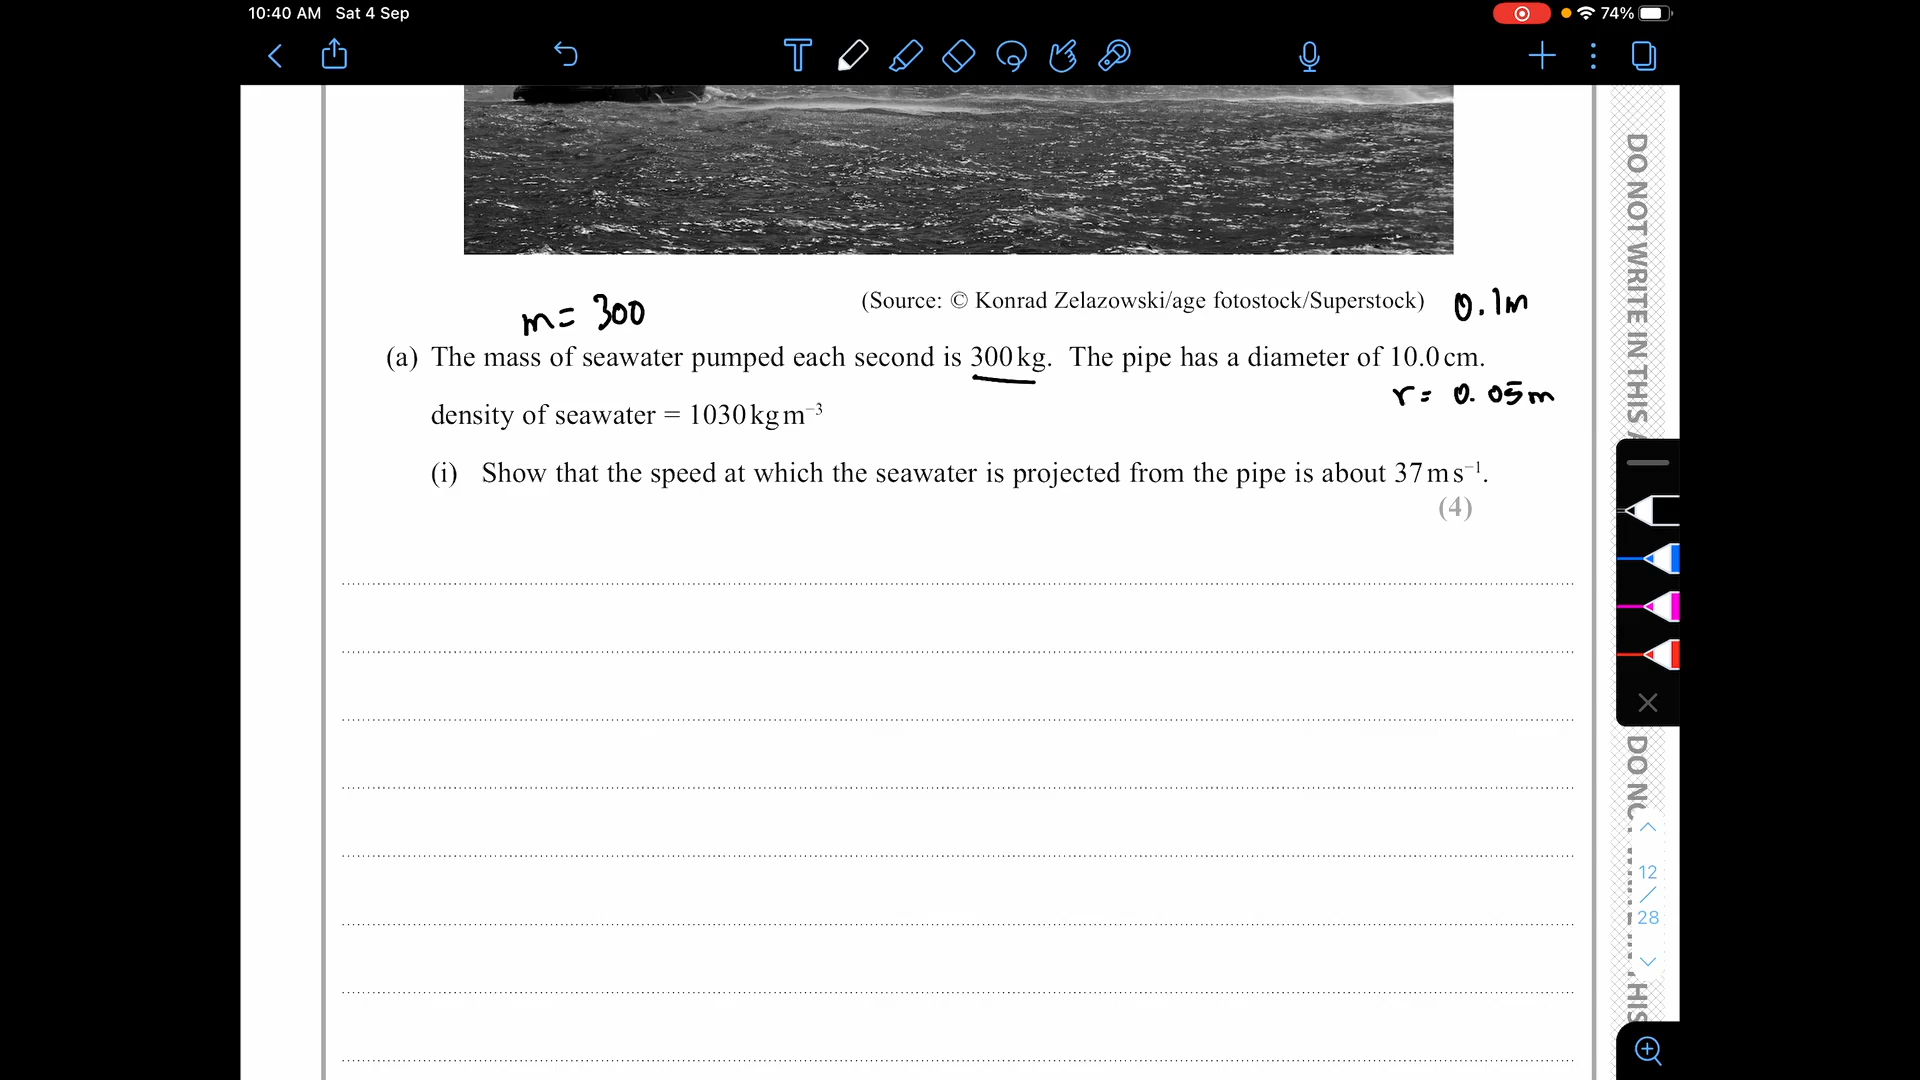 10:40 AM Sat 4 Sep
74%
(Source: © Konrad Zelazowski/age fotostock/Superstock)
0.1m
m= 300
(a) The mass of seawater pumped each second is 300 kg. The pipe has a diameter of 10.0 cm.
r= 0.05m
density of seawater = 1030 kg m⁻³
(i) Show that the speed at which the seawater is projected from the pipe is about 37 m s⁻¹.
(4)
DO NOT WRITE IN THIS
DO NO
HIS
12
/
28